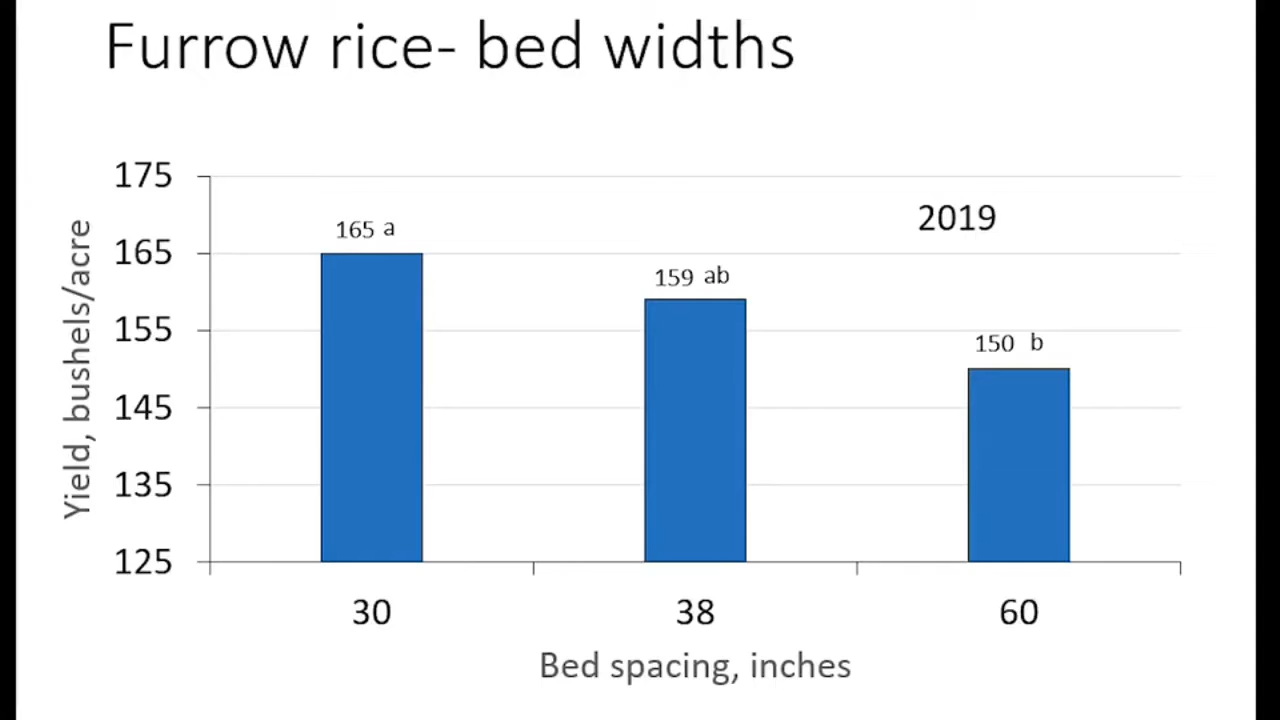 Furrow rice- bed widths
175
2019
165 a
165
159 ab
155
150 b
145
135
125
30 38 60
Yield, bushels/acre
Bed spacing, inches